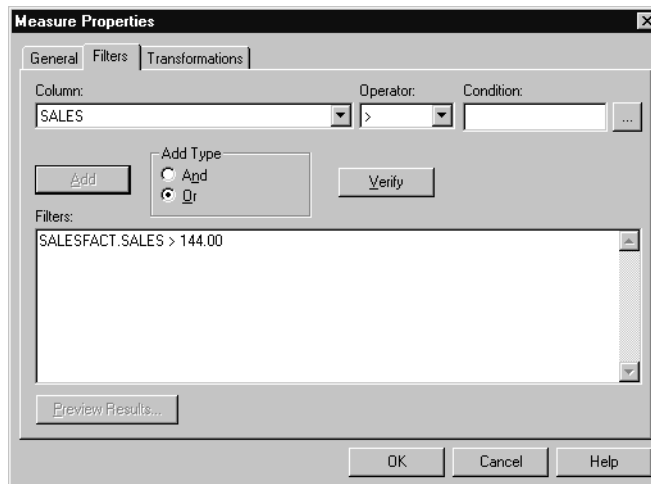 Measure Properties
General Filters Transformations
Column: Operator: Condition:
SALES > ...
Add Type
Add And Verify
Or
Filters:
SALESFACT.SALES > 144.00
Preview Results...
OK Cancel Help